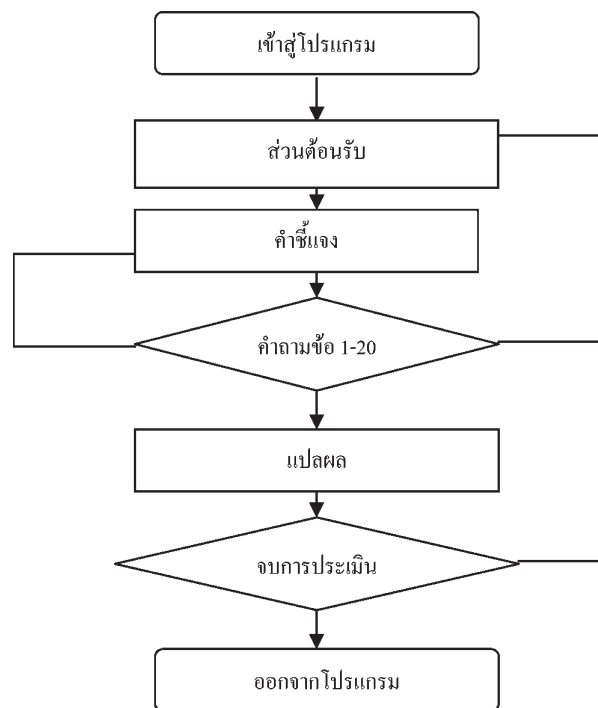 เข้าสู่โปรแกรม
ส่วนต้อนรับ
คำชี้แจง
คำถามข้อ 1-20
แปลผล
จบการประเมิน
ออกจากโปรแกรม